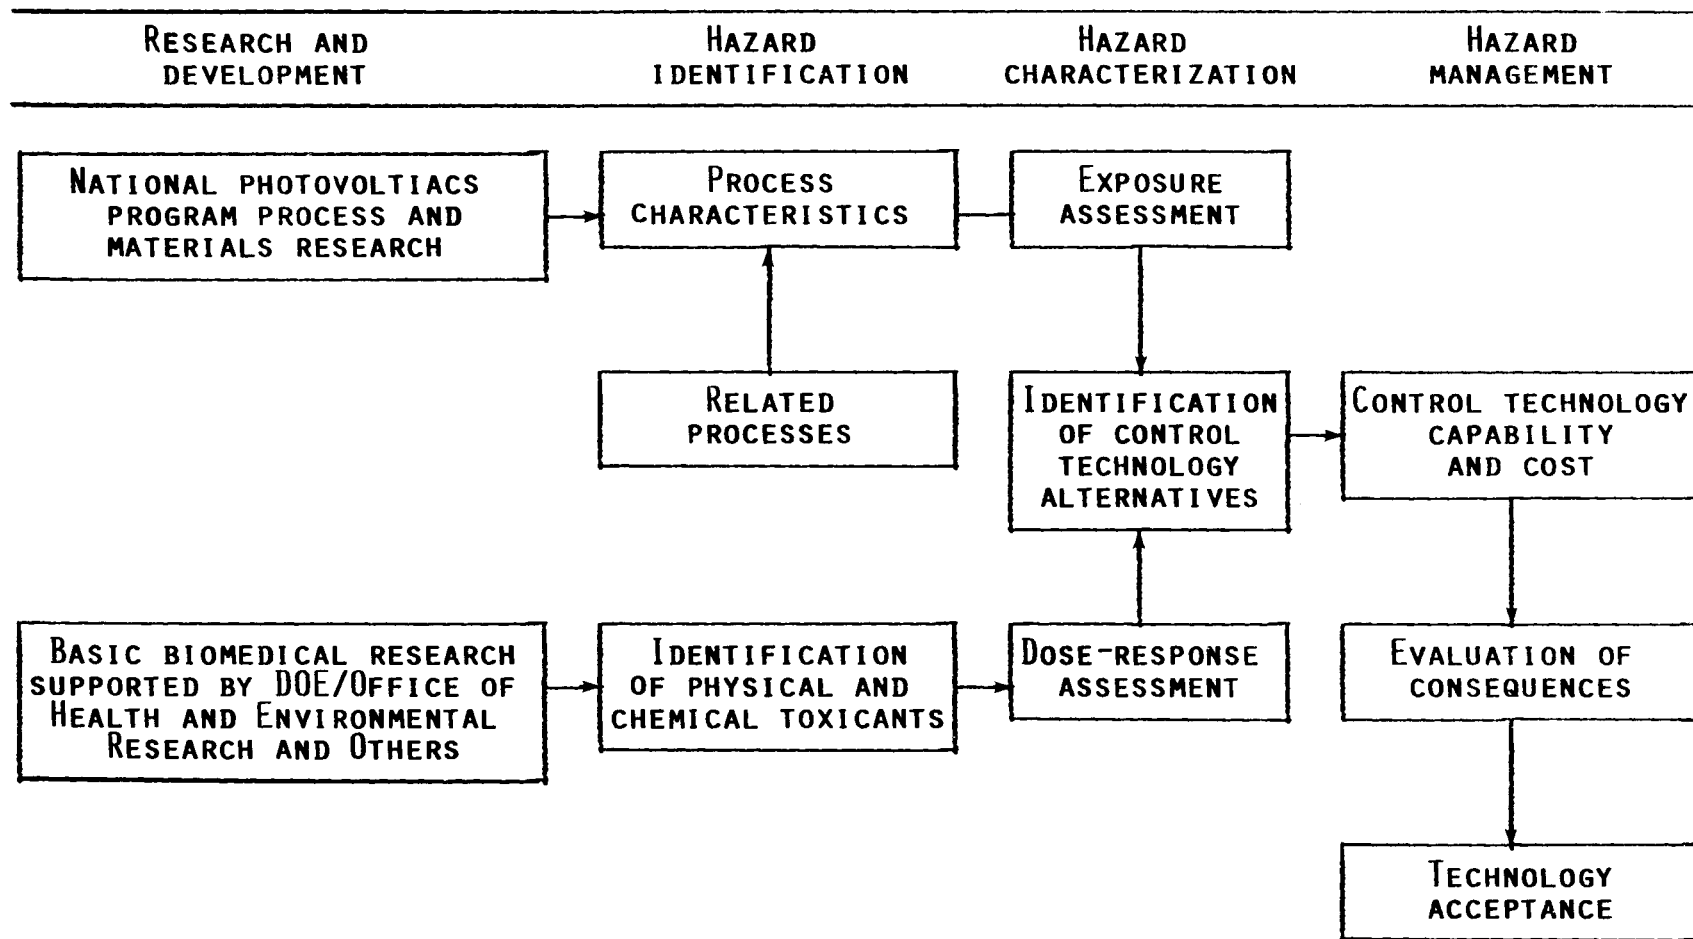 RESEARCH AND
DEVELOPMENT
HAZARD
IDENTIFICATION
HAZARD
CHARACTERIZATION
HAZARD
MANAGEMENT
NATIONAL PHOTOVOLTIACS
PROGRAM PROCESS AND
MATERIALS RESEARCH
PROCESS
CHARACTERISTICS
EXPOSURE
ASSESSMENT
RELATED
PROCESSES
IDENTIFICATION
OF CONTROL
TECHNOLOGY
ALTERNATIVES
CONTROL TECHNOLOGY
CAPABILITY
AND COST
BASIC BIOMEDICAL RESEARCH
SUPPORTED BY DOE/OFFICE OF
HEALTH AND ENVIRONMENTAL
RESEARCH AND OTHERS
IDENTIFICATION
OF PHYSICAL AND
CHEMICAL TOXICANTS
DOSE-RESPONSE
ASSESSMENT
EVALUATION OF
CONSEQUENCES
TECHNOLOGY
ACCEPTANCE